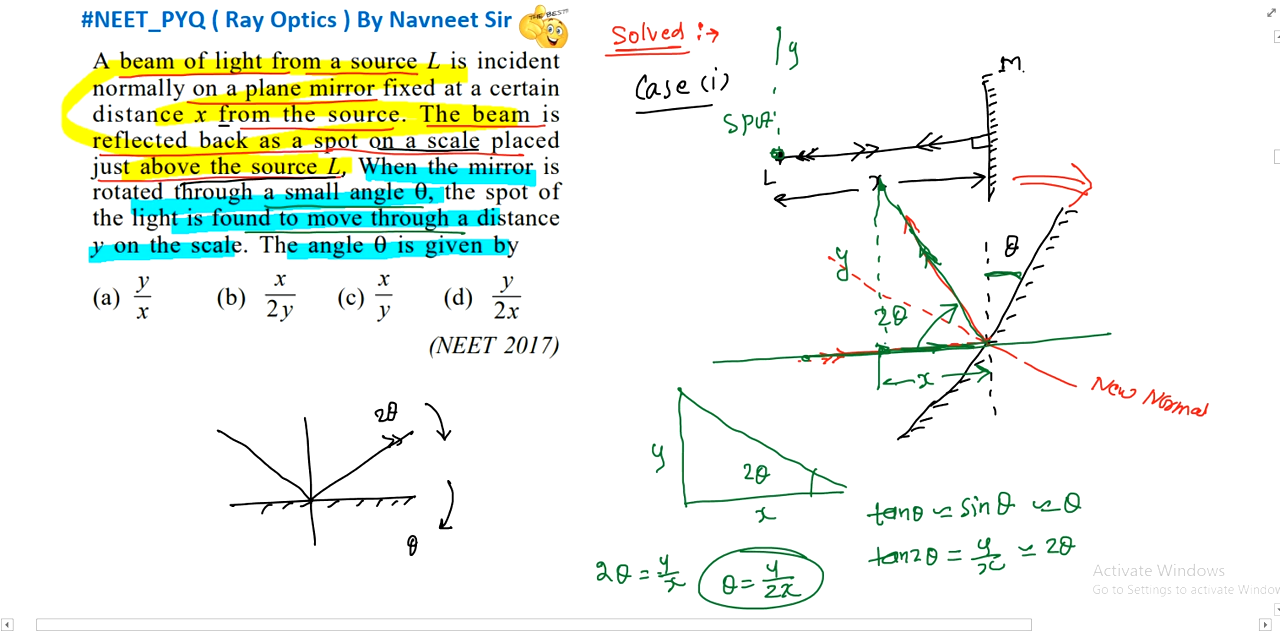 #NEET_PYQ ( Ray Optics ) By Navneet Sir
THE BEST!
A beam of light from a source L is incident
normally on a plane mirror fixed at a certain
distance x from the source. The beam is
reflected back as a spot on a scale placed
just above the source L, When the mirror is
rotated through a small angle θ, the spot of
the light is found to move through a distance
y on the scale. The angle θ is given by
(a) y/x (b) x/2y (c) x/y (d) y/2x
(NEET 2017)
2θ
θ
Solved :→
Case (i)
y
M.
Spot
L
x
θ
y
2θ
x
New Normal
y
2θ
x
tanθ ≃ sinθ ≃ θ
tan2θ = y/x ≃ 2θ
2θ = y/x
θ = y/2x
Activate Windows
Go to Settings to activate Window